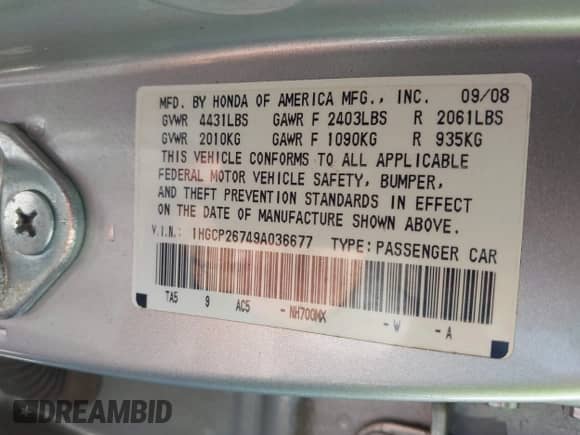 MFD. BY HONDA OF AMERICA MFG., INC. 09/08
GVWR 4431LBS GAWR F 2403LBS R 2061LBS
GVWR 2010KG GAWR F 1090KG R 935KG
THIS VEHICLE CONFORMS TO ALL APPLICABLE
FEDERAL MOTOR VEHICLE SAFETY, BUMPER,
AND THEFT PREVENTION STANDARDS IN EFFECT
ON THE DATE OF MANUFACTURE SHOWN ABOVE.
V.I.N.: 1HGCP26749A036677 TYPE: PASSENGER CAR
TA5 9 AC5 - NH700MX - W - A
DREAMBID